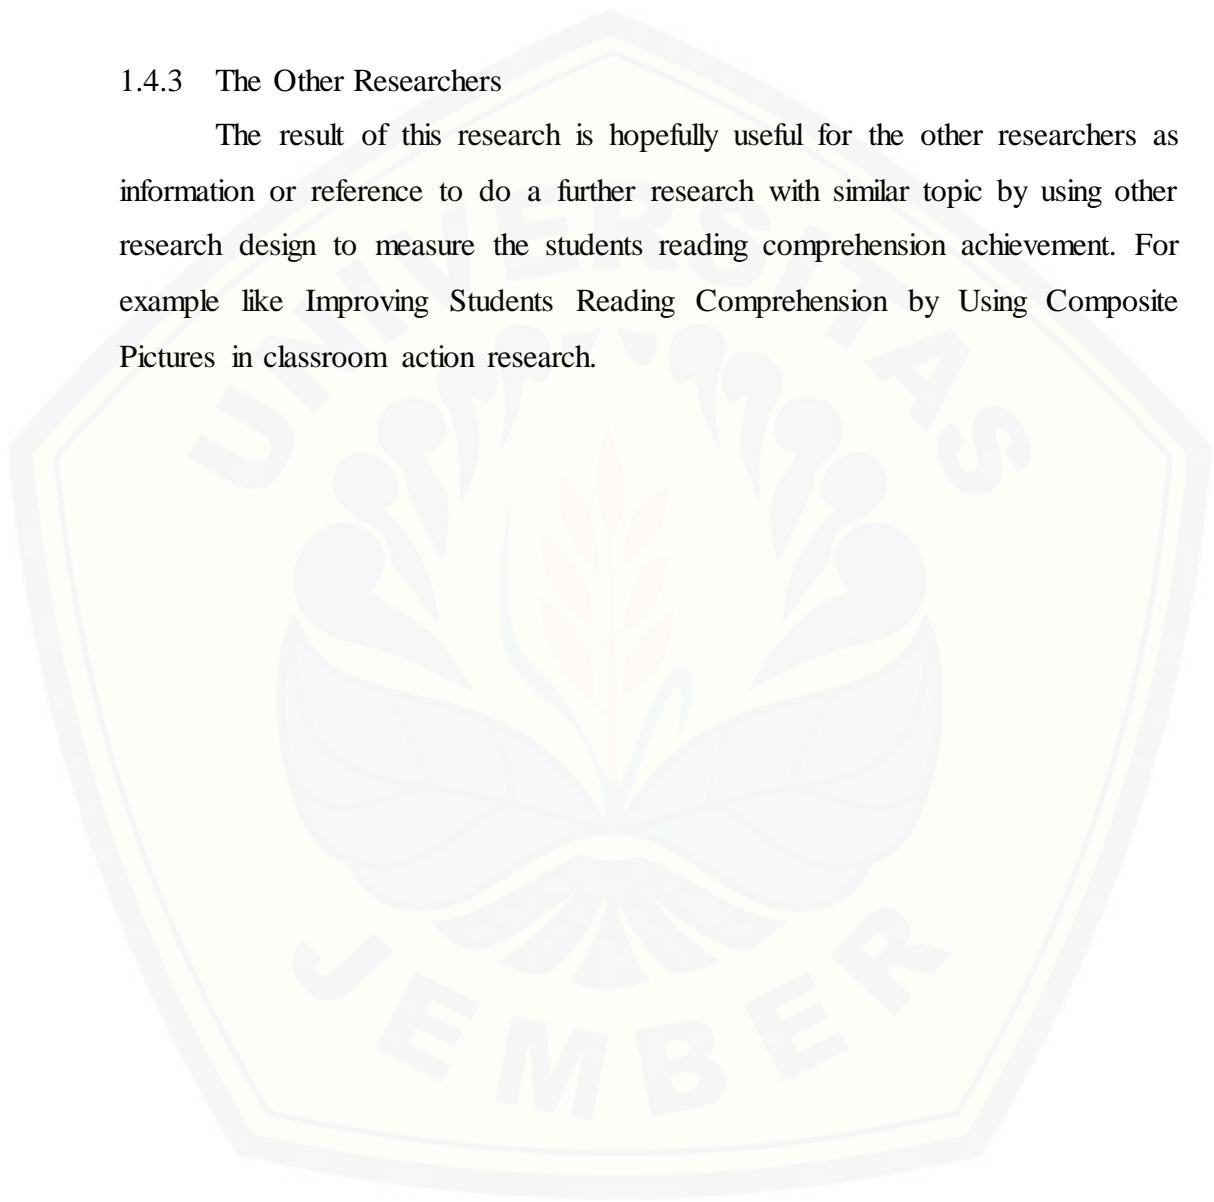 1.4.3 The Other Researchers
The result of this research is hopefully useful for the other researchers as
information or reference to do a further research with similar topic by using other
research design to measure the students reading comprehension achievement. For
example like Improving Students Reading Comprehension by Using Composite
Pictures in classroom action research.
UNIVERSITAS
JEMBER